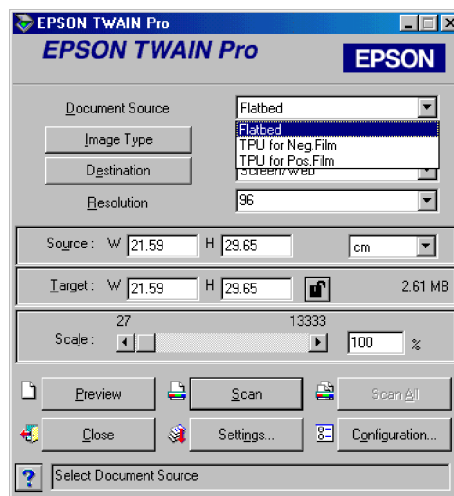 EPSON TWAIN Pro
EPSON TWAIN Pro
EPSON
Document Source
Flatbed
Flatbed
Image Type
TPU for Neg.Film
TPU for Pos.Film
Destination
Screen/Web
Resolution
96
Source: W 21.59 H 29.65 cm
Target: W 21.59 H 29.65 2.61 MB
27 13333
Scale: 100 %
Preview Scan Scan All
Close Settings... Configuration...
? Select Document Source